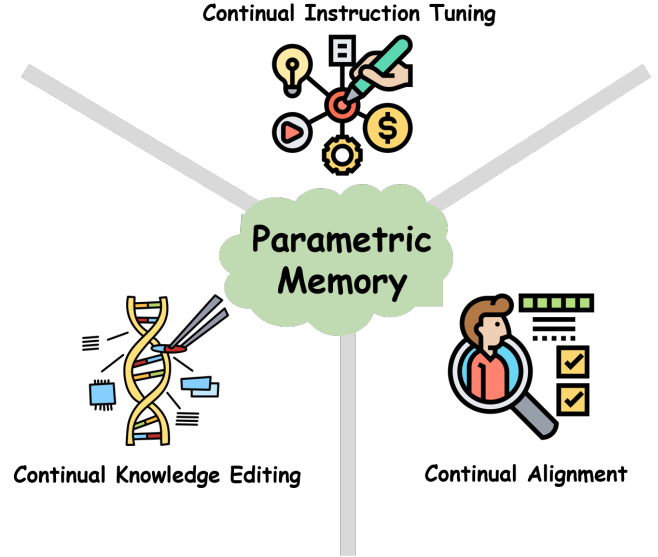 Continual Instruction Tuning
$
Parametric
Memory
Continual Knowledge Editing
Continual Alignment